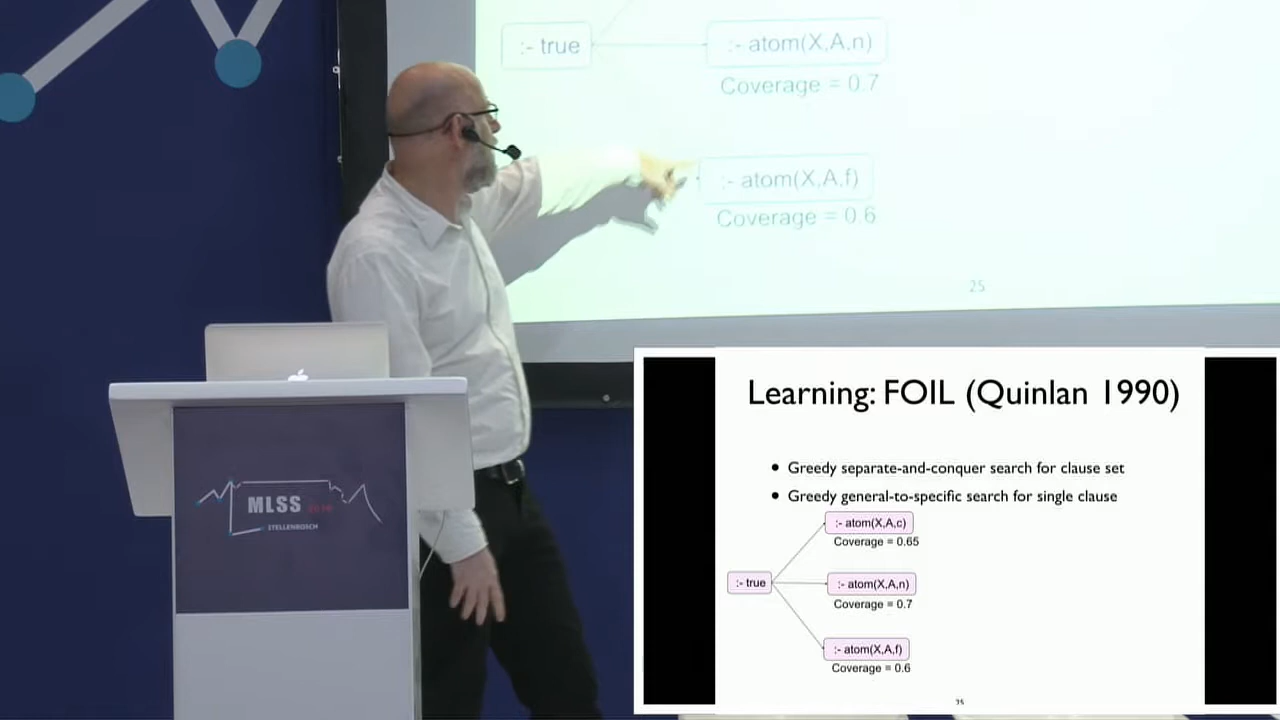 :- true
:- atom(X,A,n)
Coverage = 0.7
:- atom(X,A,f)
Coverage = 0.6
25
MLSS
STELLENBOSCH
Learning: FOIL (Quinlan 1990)
• Greedy separate-and-conquer search for clause set
• Greedy general-to-specific search for single clause
:- atom(X,A,c)
Coverage = 0.65
:- true
:- atom(X,A,n)
Coverage = 0.7
:- atom(X,A,f)
Coverage = 0.6